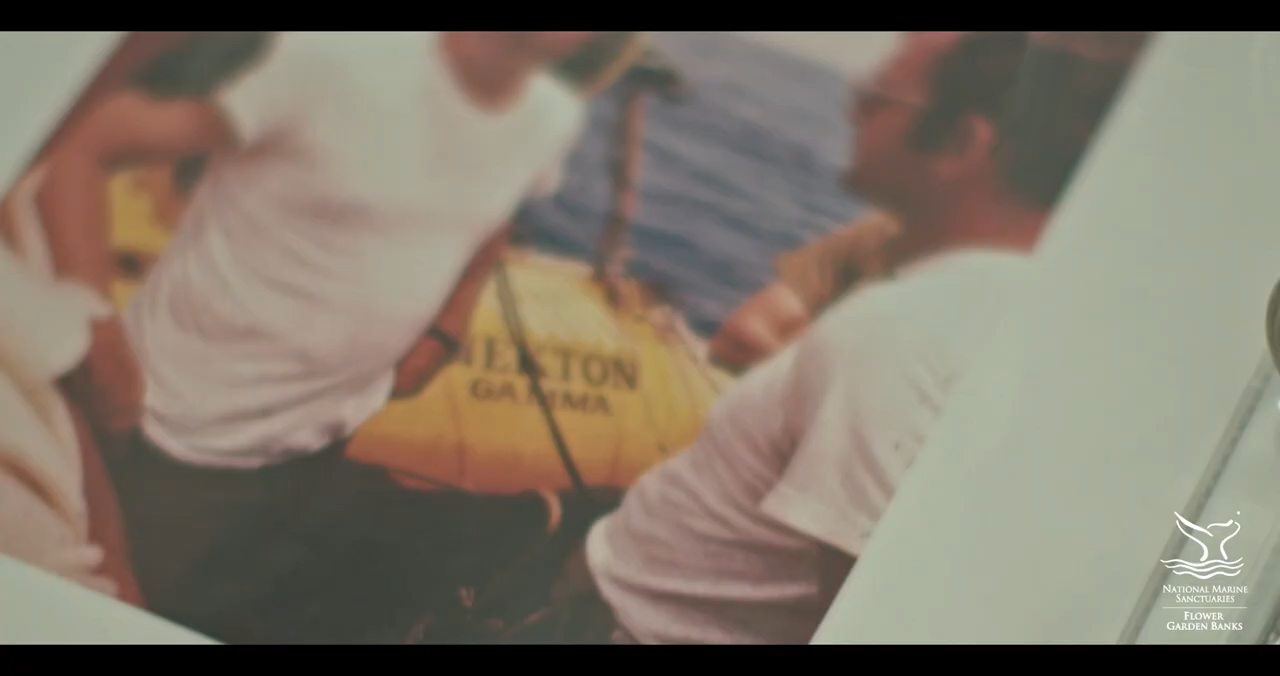 NEKTON
GAMMA
NATIONAL MARINE
SANCTUARIES
FLOWER
GARDEN BANKS